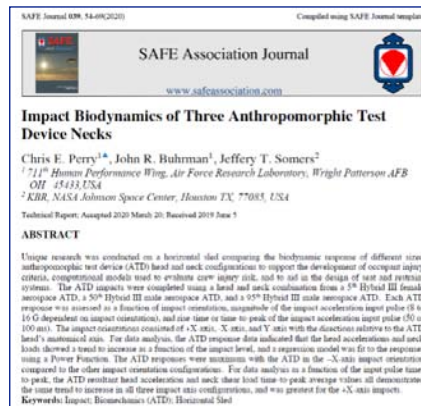 SAFE Journal 039, 54-69(2020) Compiled using SAFE Journal template
SAFE
SAFE Association Journal
www.safeassociation.com
Impact Biodynamics of Three Anthropomorphic Test
Device Necks
Chris E. Perry¹*, John R. Buhrman¹, Jeffery T. Somers²
¹ 711th Human Performance Wing, Air Force Research Laboratory, Wright Patterson AFB
OH 45433,USA
² KBR, NASA Johnson Space Center, Houston TX, 77085, USA
Technical Report: Accepted 2020 March 20; Received 2019 June 5
ABSTRACT
Unique research was conducted on a horizontal sled comparing the biodynamic response of different sized
anthropomorphic test device (ATD) head and neck configurations to support the development of occupant injury
criteria, computational models used to evaluate crew injury risk, and to aid in the design of seat and restraint
systems. The ATD impacts were completed using a head and neck combination from a 5th Hybrid III female
aerospace ATD, a 50th Hybrid III male aerospace ATD, and a 95th Hybrid III male aerospace ATD. Each ATD
response was assessed as a function of impact orientation, magnitude of the impact acceleration input pulse (8 to
16 G dependent on impact orientation), and rise time or time to peak of the impact acceleration input pulse (50 or
100 ms). The impact orientations consisted of +X-axis, -X-axis, and Y-axis with the directions relative to the ATD
head's anatomical axis. For data analysis, the ATD response data indicated that the head accelerations and neck
loads showed a trend to increase as a function of the impact level, and a regression model was fit to the response
using a Power Function. The ATD responses were maximum with the ATD in the -X-axis impact orientation
compared to the other impact orientation configurations. For data analysis as a function of the input pulse time-
to-peak, the ATD resultant head acceleration and neck shear load time-to-peak average values all demonstrated
the same trend to increase in all three impact axis configurations, and was greatest for the +X-axis impacts.
Keywords: Impact; Biomechanics (ATD); Horizontal Sled